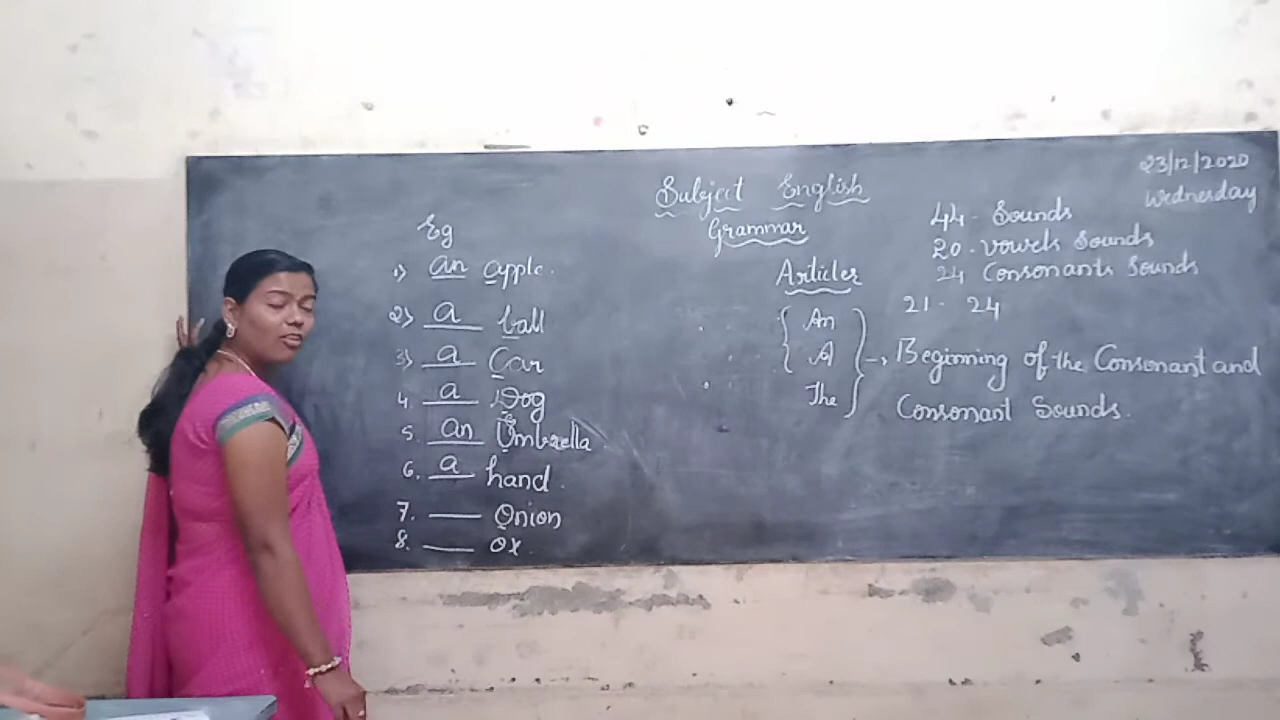 23/12/2020
Wednesday
Subject English
Grammar
Articles
An
A
The
44 - Sounds
20 - vowels Sounds
24 Consonants Sounds
21 - 24
Beginning of the Consonant and
Consonant Sounds.
Eg
1) an apple.
2) a ball
3) a Car
4. a Dog
5. an Umbrella.
6. a hand.
7. ___ Onion
8. ___ ox.